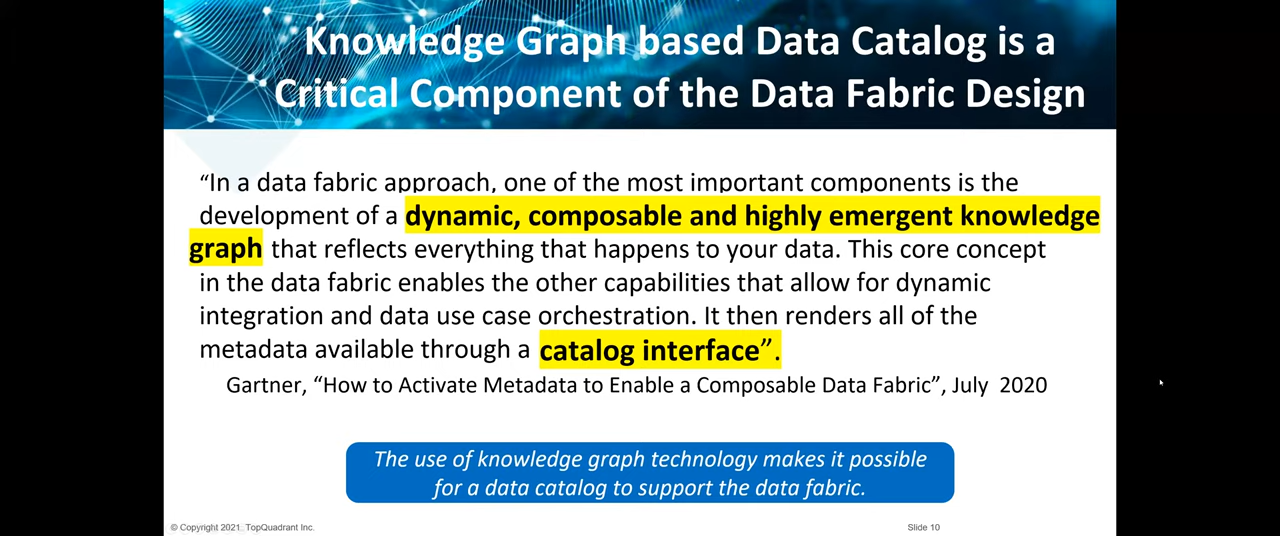 Knowledge Graph based Data Catalog is a
Critical Component of the Data Fabric Design
“In a data fabric approach, one of the most important components is the
development of a dynamic, composable and highly emergent knowledge
graph that reflects everything that happens to your data. This core concept
in the data fabric enables the other capabilities that allow for dynamic
integration and data use case orchestration. It then renders all of the
metadata available through a catalog interface”.
Gartner, “How to Activate Metadata to Enable a Composable Data Fabric”, July 2020
The use of knowledge graph technology makes it possible
for a data catalog to support the data fabric.
© Copyright 2021. TopQuadrant Inc.
Slide 10